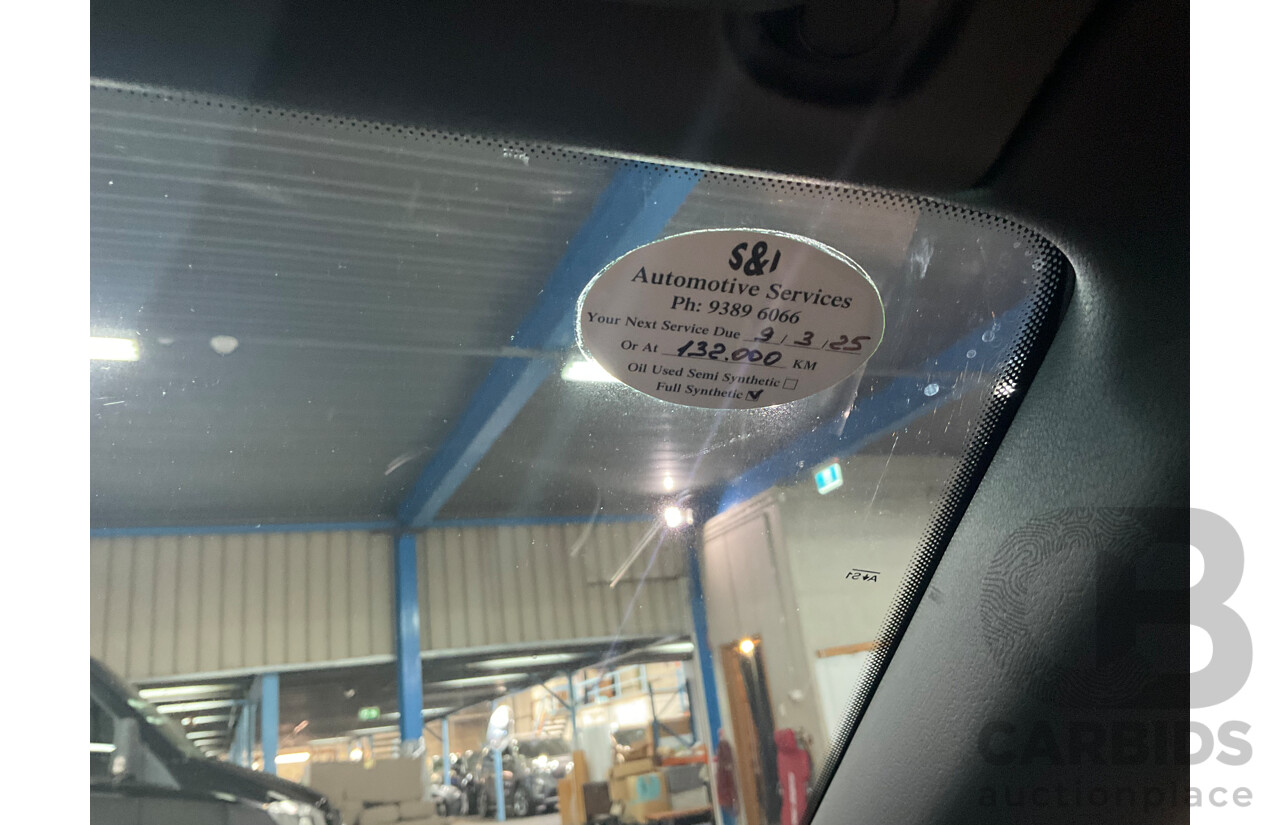 S&I
Automotive Services
Ph: 9389 6066
Your Next Service Due 9 / 3 / 25
Or At 132.000 KM
Oil Used Semi Synthetic ☐
Full Synthetic ☑
A↓S1
CARBIDS
auctionplace